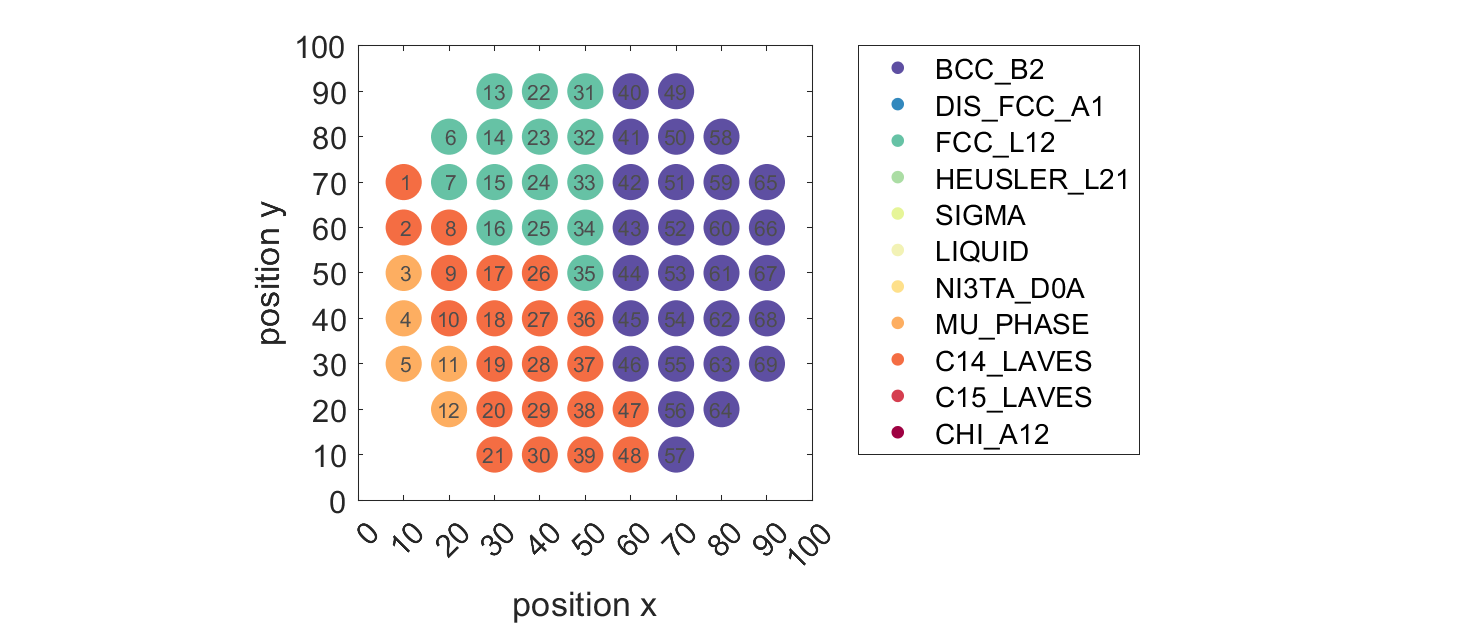 100
90
80
70
60
50
40
30
20
10
0
position y
13 22 31 40 49
6 14 23 32 41 50 58
1 7 15 24 33 42 51 59 65
2 8 16 25 34 43 52 60 66
3 9 17 26 35 44 53 61 67
4 10 18 27 36 45 54 62 68
5 11 19 28 37 46 55 63 69
12 20 29 38 47 56 64
21 30 39 48 57
0 10 20 30 40 50 60 70 80 90 100
position x
BCC_B2
DIS_FCC_A1
FCC_L12
HEUSLER_L21
SIGMA
LIQUID
NI3TA_D0A
MU_PHASE
C14_LAVES
C15_LAVES
CHI_A12